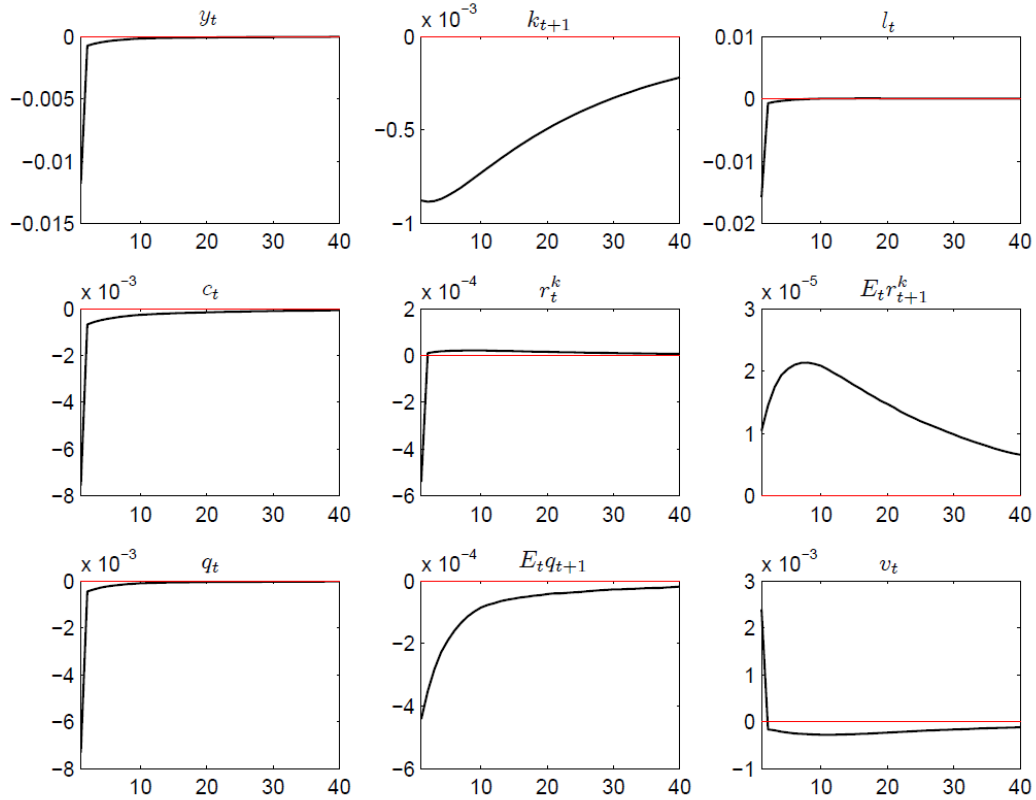 y_t k_{t+1} l_t
0 −0.005 −0.01 −0.015 10 20 30 40
x 10^{−3} 0 −0.5 −1 10 20 30 40
0.01 0 −0.01 −0.02 10 20 30 40
c_t r_t^k E_t r_{t+1}^k
x 10^{−3} 0 −2 −4 −6 −8 10 20 30 40
x 10^{−4} 2 0 −2 −4 −6 10 20 30 40
x 10^{−5} 3 2 1 0 10 20 30 40
q_t E_t q_{t+1} v_t
x 10^{−3} 0 −2 −4 −6 −8 10 20 30 40
x 10^{−4} 0 −2 −4 −6 10 20 30 40
x 10^{−3} 3 2 1 0 −1 10 20 30 40